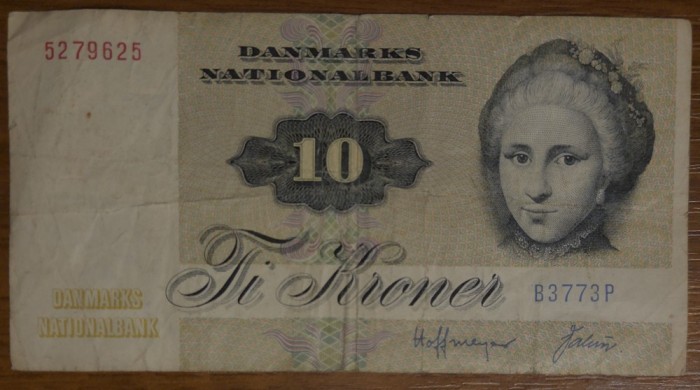 5279625
DANMARKS
NATIONALBANK
10
Ti Kroner
DANMARKS
NATIONALBANK
B3773P
Hoffmeyer